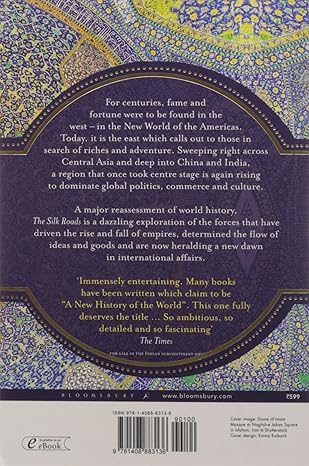 For centuries, fame and
fortune were to be found in the
west – in the New World of the Americas.
Today, it is the east which calls out to those in
search of riches and adventure. Sweeping right across
Central Asia and deep into China and India,
a region that once took centre stage is again rising
to dominate global politics, commerce and culture.
A major reassessment of world history,
The Silk Roads is a dazzling exploration of the forces that have
driven the rise and fall of empires, determined the flow of
ideas and goods and are now heralding a new dawn
in international affairs.
‘Immensely entertaining. Many books
have been written which claim to be
“A New History of the World”. This one fully
deserves the title ... So ambitious, so
detailed and so fascinating’
The Times
FOR SALE IN THE INDIAN SUBCONTINENT ONLY
BLOOMSBURY
www.bloomsbury.com
₹599
Available as an
eBook
ISBN 978-1-4088-8313-6
90100
9 781408 883136
Cover image: Dome of Imam
Mosque at Naghshe Jahan Square
in Isfahan, Iran © Shutterstock
Cover design: Emma Ewbank